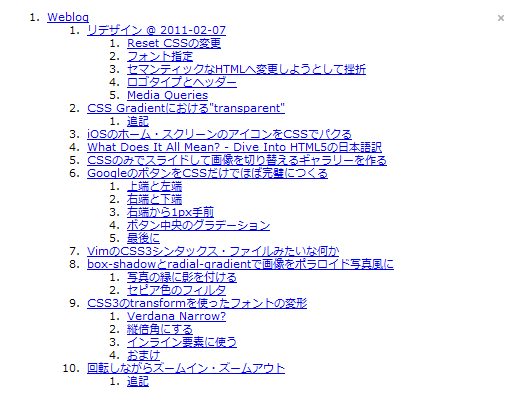 1. Weblog
×
1. リデザイン @ 2011-02-07
1. Reset CSSの変更
2. フォント指定
3. セマンティックなHTMLへ変更しようとして挫折
4. ロゴタイプとヘッダー
5. Media Queries
2. CSS Gradientにおける"transparent"
1. 追記
3. iOSのホーム・スクリーンのアイコンをCSSでパクる
4. What Does It All Mean? - Dive Into HTML5の日本語訳
5. CSSのみでスライドして画像を切り替えるギャラリーを作る
6. GoogleのボタンをCSSだけでほぼ完璧につくる
1. 上端と左端
2. 右端と下端
3. 右端から1px手前
4. ボタン中央のグラデーション
5. 最後に
7. VimのCSS3シンタックス・ファイルみたいな何か
8. box-shadowとradial-gradientで画像をポラロイド写真風に
1. 写真の縁に影を付ける
2. セピア色のフィルタ
9. CSS3のtransformを使ったフォントの変形
1. Verdana Narrow?
2. 縦倍角にする
3. インライン要素に使う
4. おまけ
10. 回転しながらズームイン・ズームアウト
1. 追記